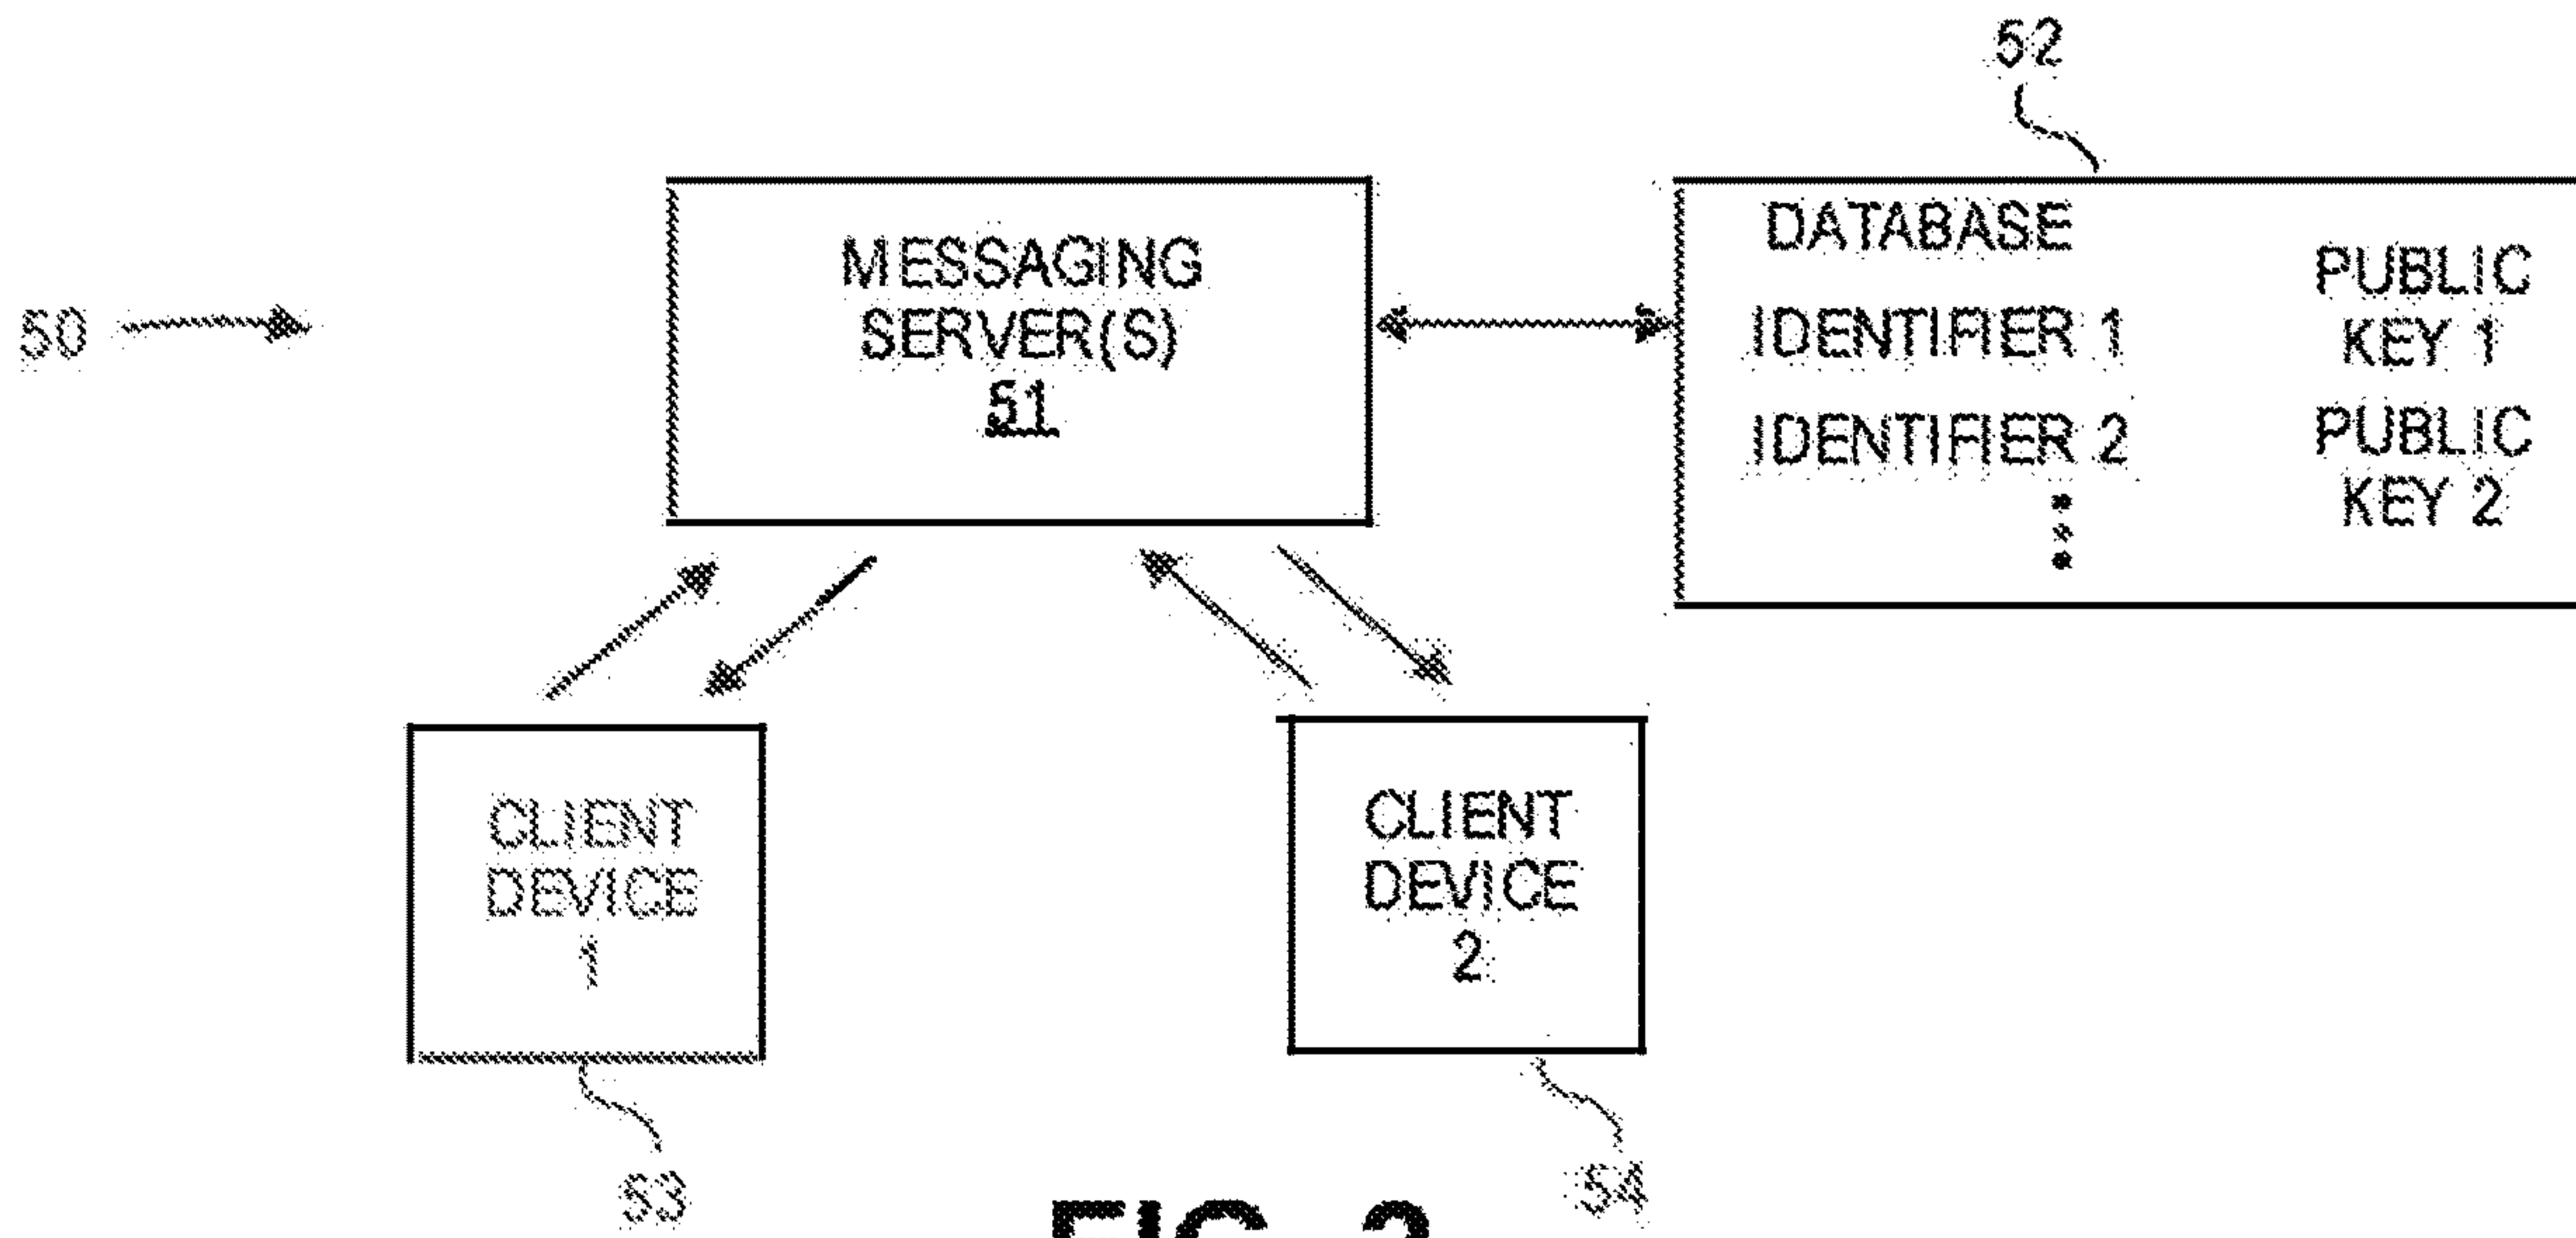 52
MESSAGING
SERVER(S)
51
50
DATABASE
IDENTIFIER 1
IDENTIFIER 2
PUBLIC
KEY 1
PUBLIC
KEY 2
CLIENT
DEVICE
1
CLIENT
DEVICE
2
53
54